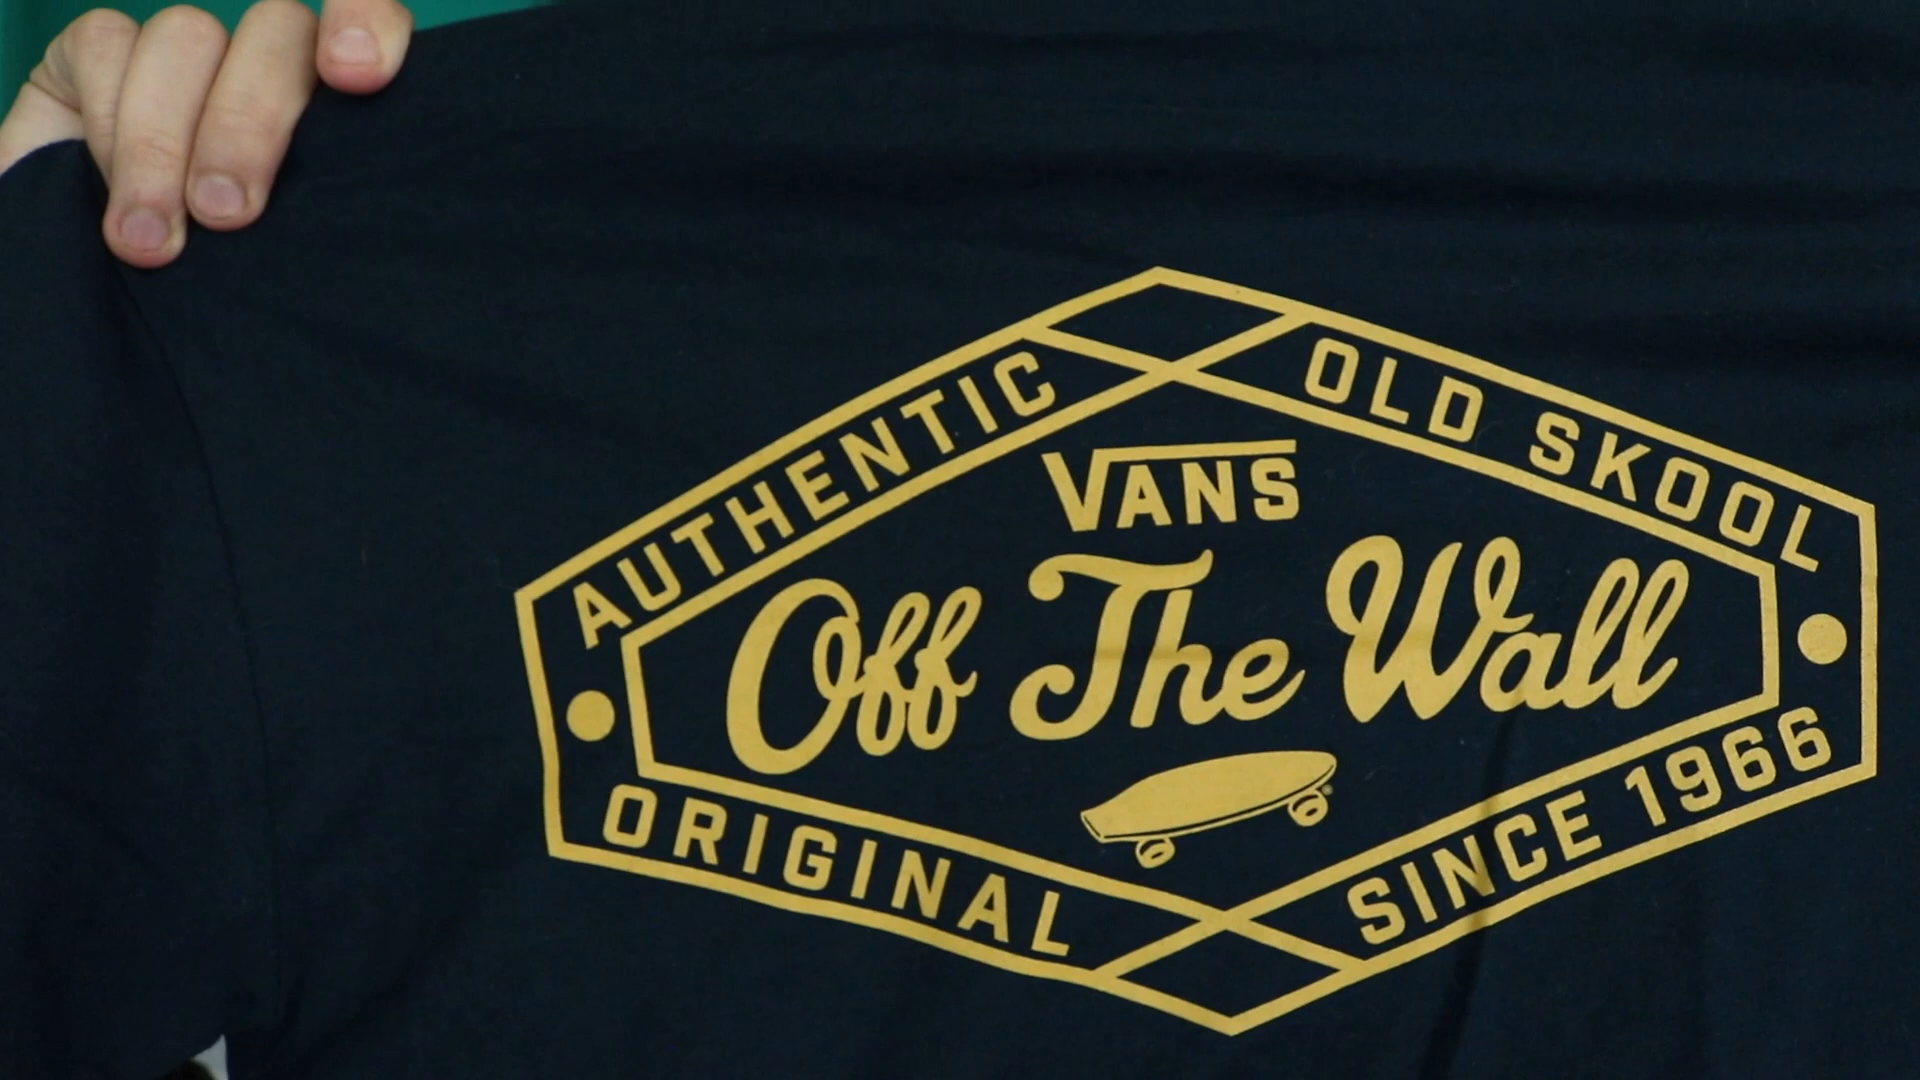 AUTHENTIC
OLD SKOOL
VANS
Off The Wall
ORIGINAL
SINCE 1966